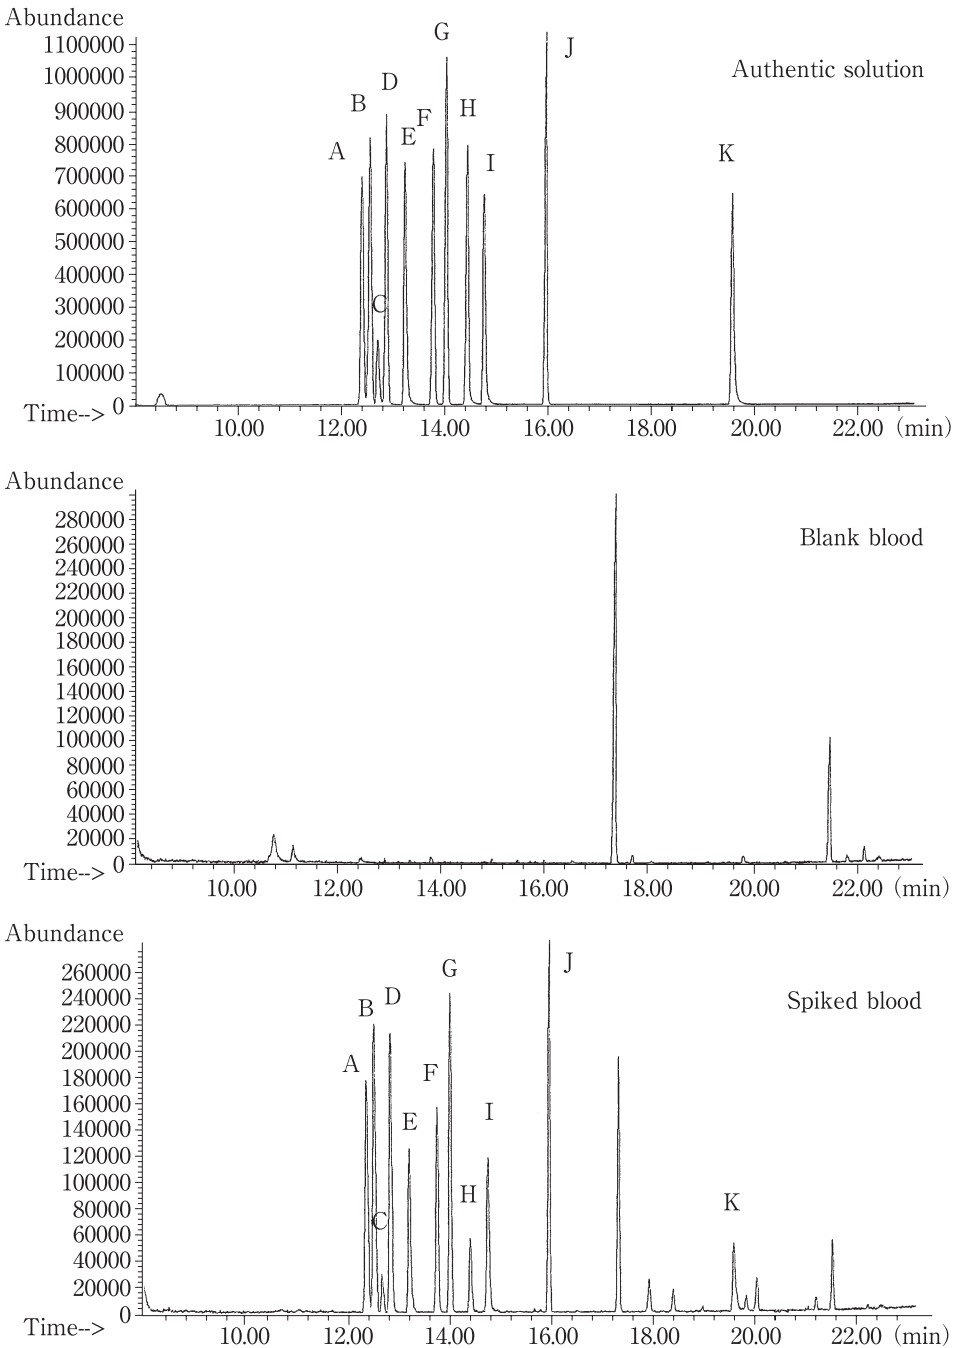 Abundance
1100000
1000000
900000
800000
700000
600000
500000
400000
300000
200000
100000
0
A
B
C
D
E
F
G
H
I
J
K
Authentic solution
Time-->
10.00 12.00 14.00 16.00 18.00 20.00 22.00 (min)
Abundance
280000
260000
240000
220000
200000
180000
160000
140000
120000
100000
80000
60000
40000
20000
0
Blank blood
Time-->
10.00 12.00 14.00 16.00 18.00 20.00 22.00 (min)
Abundance
260000
240000
220000
200000
180000
160000
140000
120000
100000
80000
60000
40000
20000
0
A
B
C
D
E
F
G
H
I
J
K
Spiked blood
Time-->
10.00 12.00 14.00 16.00 18.00 20.00 22.00 (min)